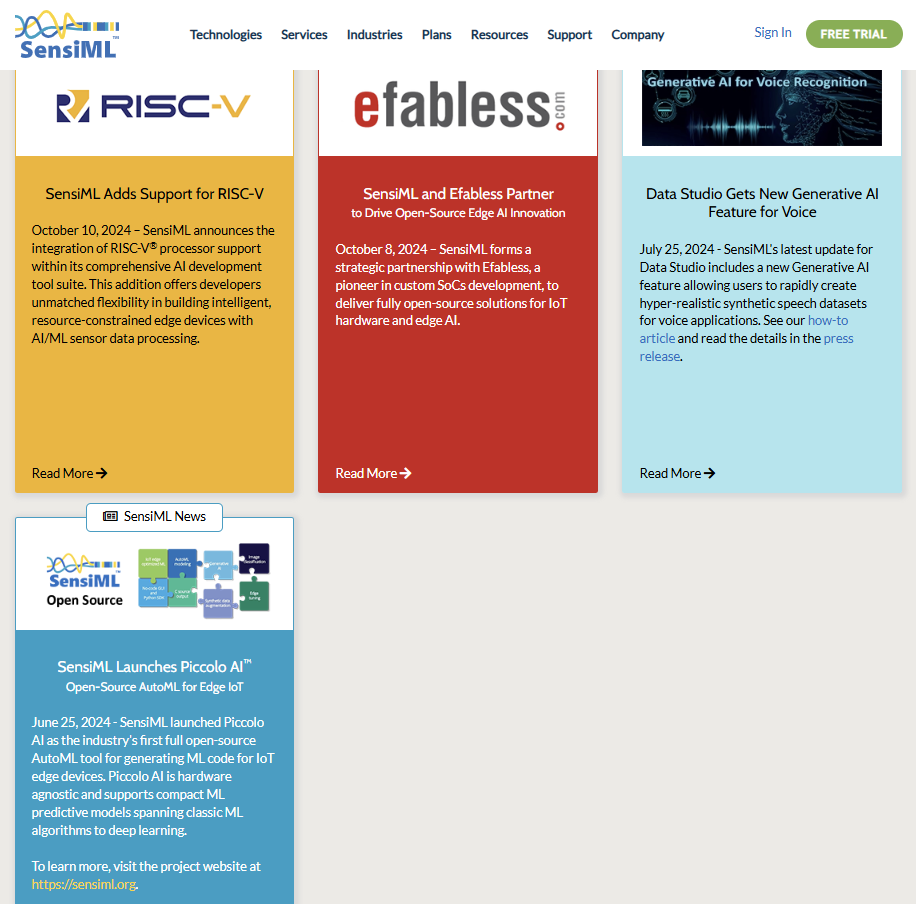 SensiML™
Technologies Services Industries Plans Resources Support Company
Sign In
FREE TRIAL
RISC-V
SensiML Adds Support for RISC-V
October 10, 2024 – SensiML announces the
integration of RISC-V® processor support
within its comprehensive AI development
tool suite. This addition offers developers
unmatched flexibility in building intelligent,
resource-constrained edge devices with
AI/ML sensor data processing.
Read More
efabless.com
SensiML and Efabless Partner
to Drive Open-Source Edge AI Innovation
October 8, 2024 – SensiML forms a
strategic partnership with Efabless, a
pioneer in custom SoCs development, to
deliver fully open-source solutions for IoT
hardware and edge AI.
Read More
Generative AI for Voice Recognition
Data Studio Gets New Generative AI
Feature for Voice
July 25, 2024 - SensiML's latest update for
Data Studio includes a new Generative AI
feature allowing users to rapidly create
hyper-realistic synthetic speech datasets
for voice applications. See our how-to
article and read the details in the press
release.
Read More
SensiML News
SensiML™
Open Source
IoT edge
optimized ML
AutoML
modeling
Generative
AI
Image
classification
No-code GUI
and
Python SDK
C source
output
Synthetic data
augmentation
Edge
tuning
SensiML Launches Piccolo AI™
Open-Source AutoML for Edge IoT
June 25, 2024 - SensiML launched Piccolo
AI as the industry's first full open-source
AutoML tool for generating ML code for IoT
edge devices. Piccolo AI is hardware
agnostic and supports compact ML
predictive models spanning classic ML
algorithms to deep learning.
To learn more, visit the project website at
https://sensiml.org.